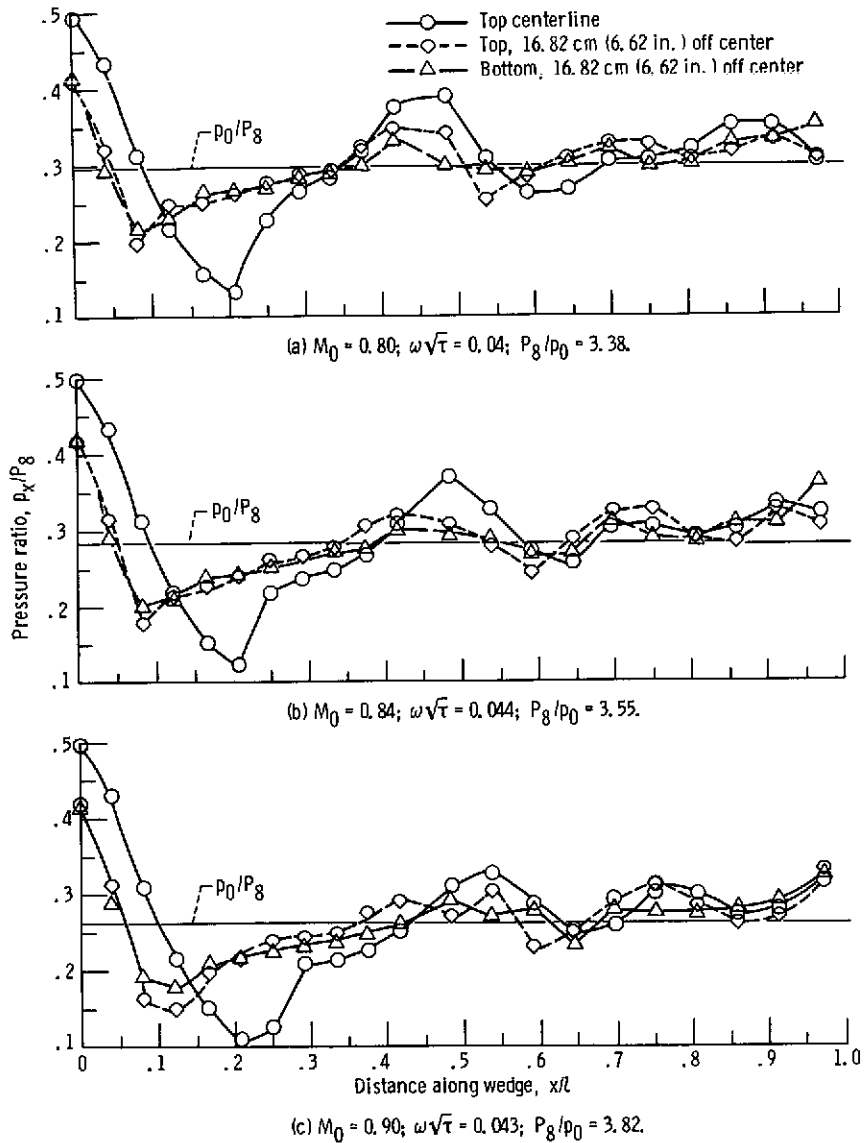 Top centerline
Top, 16.82 cm (6.62 in.) off center
Bottom, 16.82 cm (6.62 in.) off center
.5
.4
.3
.2
.1
p0/P8
(a) M0 = 0.80; ω√τ = 0.04; P8/p0 = 3.38.
Pressure ratio, px/P8
.5
.4
.3
.2
.1
p0/P8
(b) M0 = 0.84; ω√τ = 0.044; P8/p0 = 3.55.
.5
.4
.3
.2
.1
p0/P8
0 .1 .2 .3 .4 .5 .6 .7 .8 .9 1.0
Distance along wedge, x/l
(c) M0 = 0.90; ω√τ = 0.043; P8/p0 = 3.82.